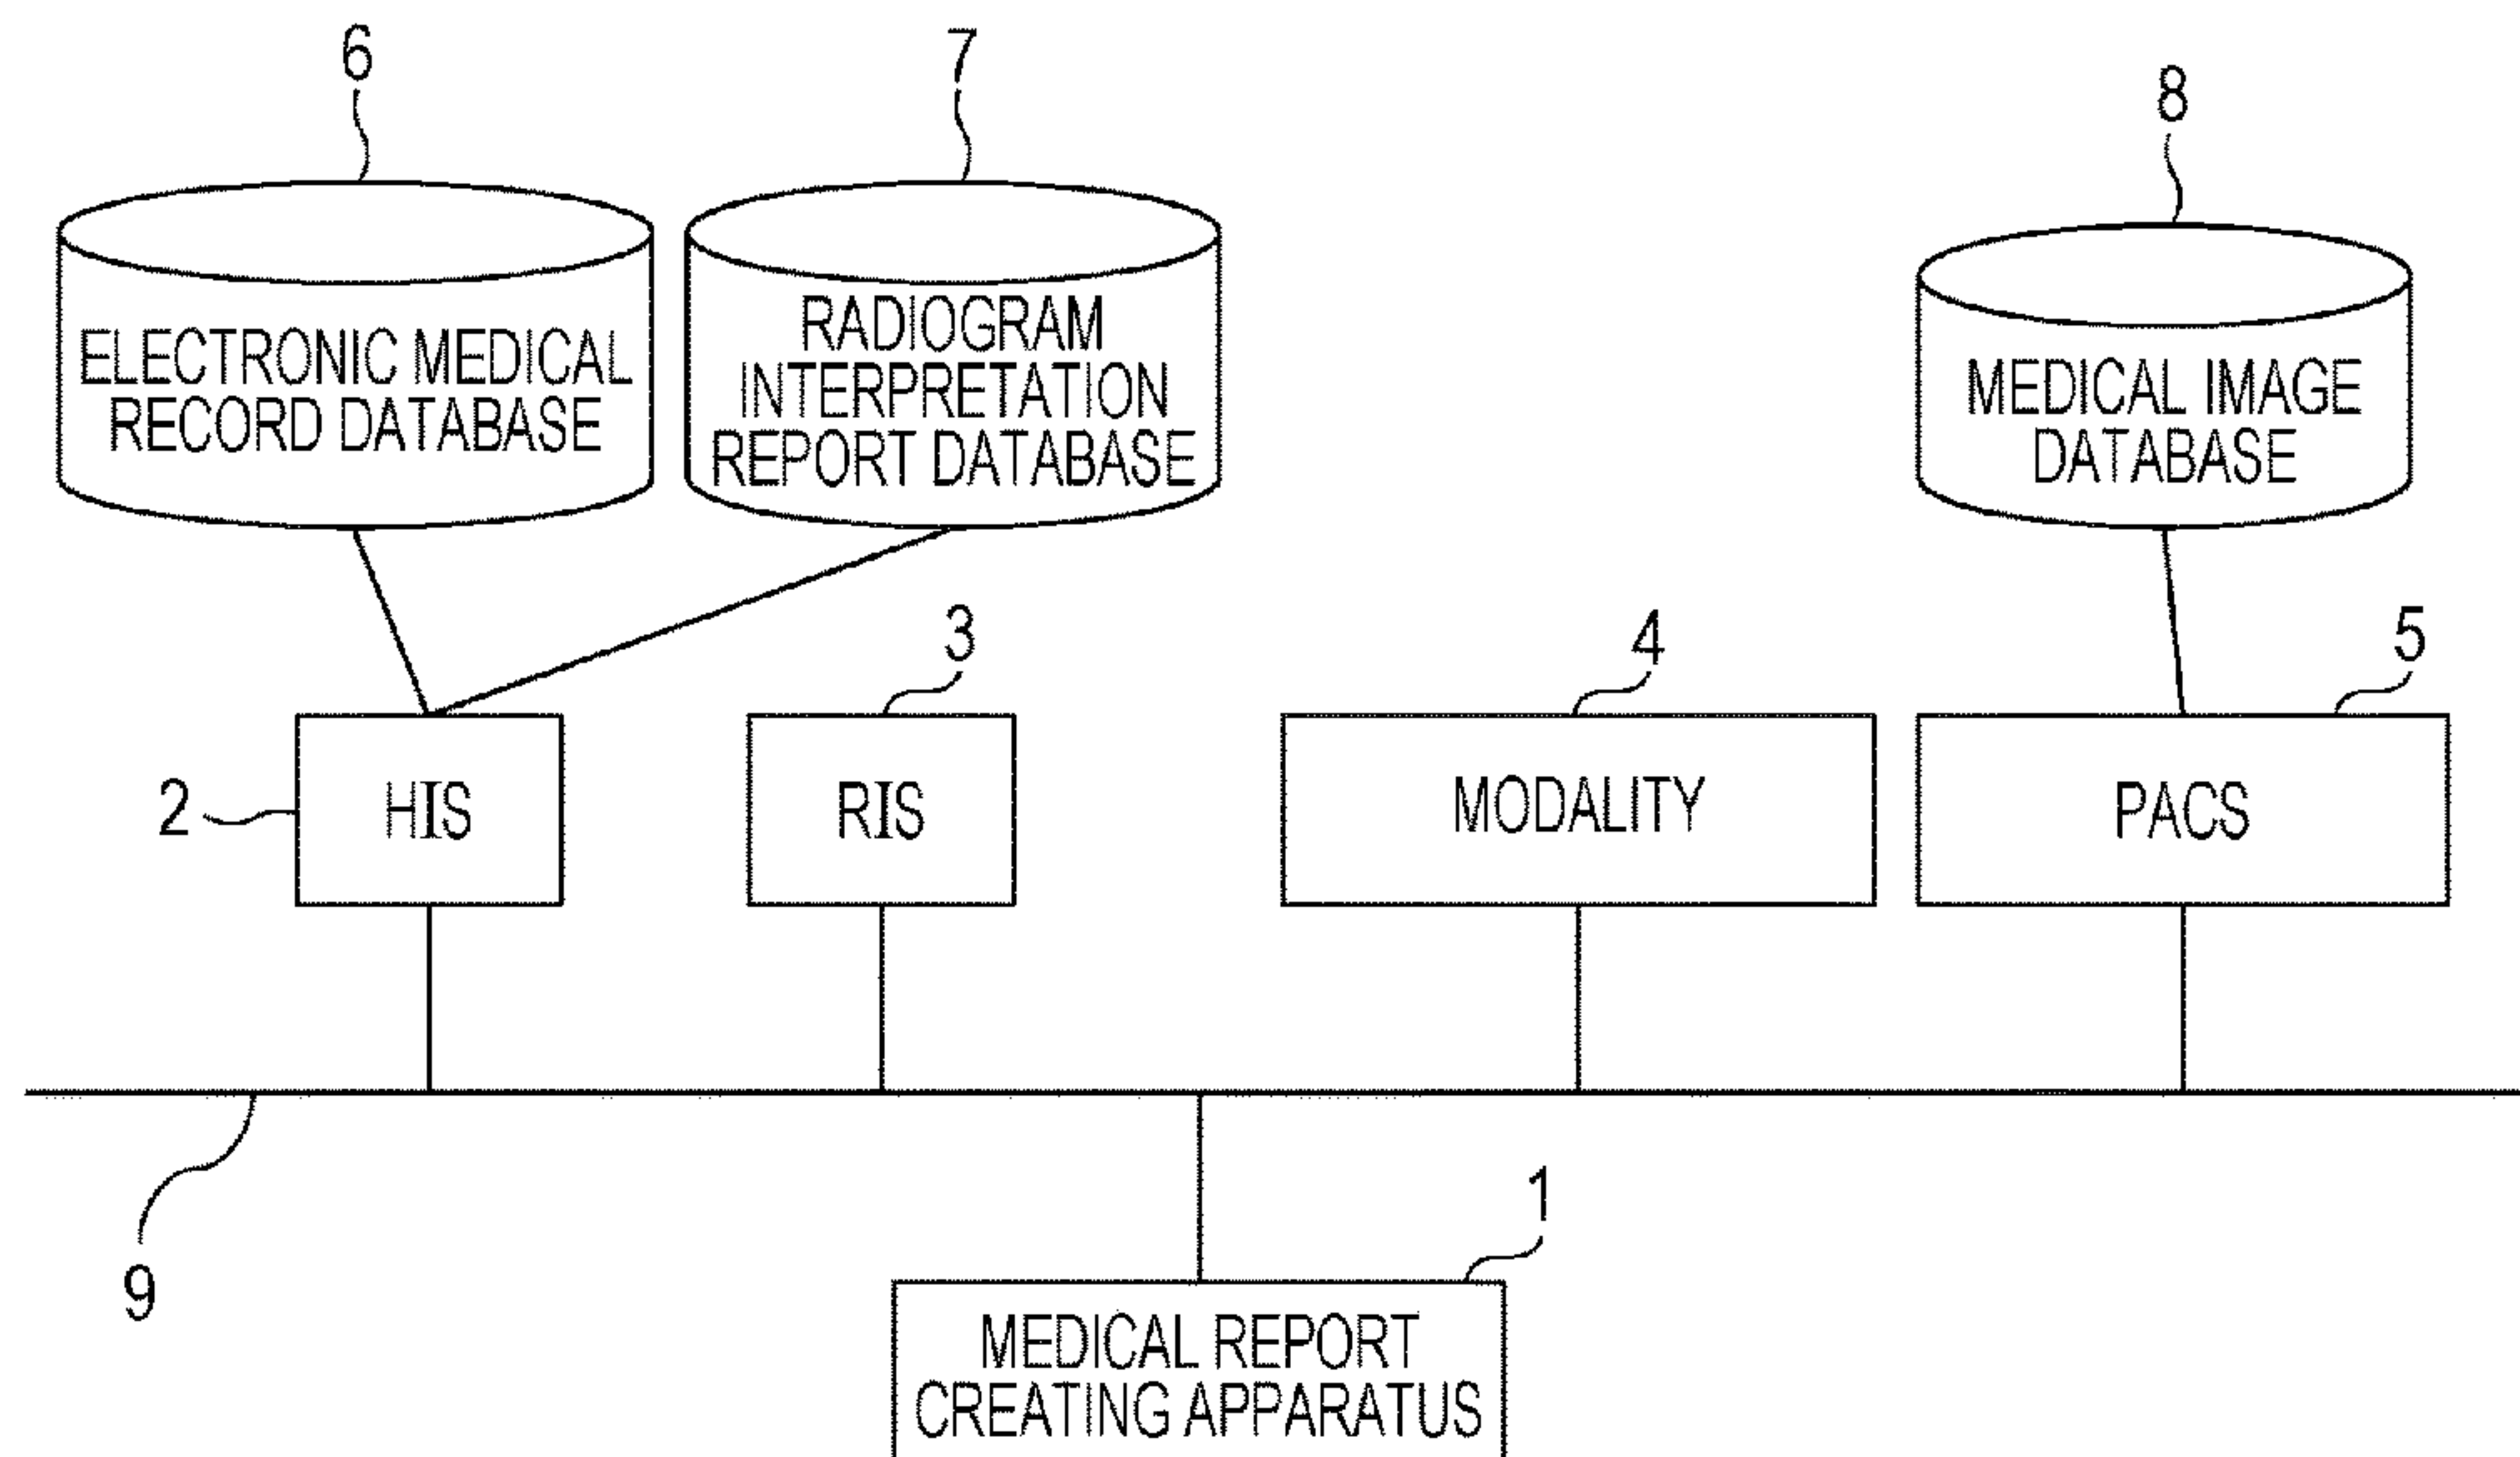 6
7
8
ELECTRONIC MEDICAL
RECORD DATABASE
RADIOGRAM
INTERPRETATION
REPORT DATABASE
MEDICAL IMAGE
DATABASE
3
4
5
2
HIS
RIS
MODALITY
PACS
9
1
MEDICAL REPORT
CREATING APPARATUS